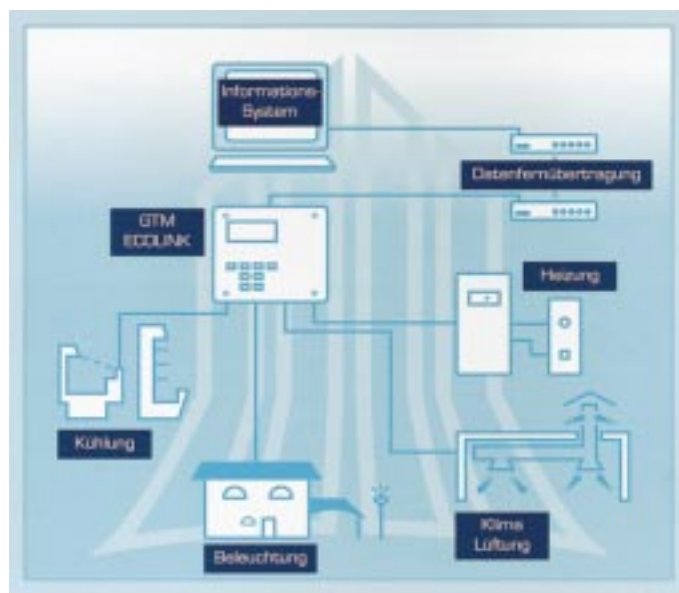 Informations-
System
Datenfernübertragung
GTM
ECOLINK
Heizung
Kühlung
Beleuchtung
Klima
Lüftung